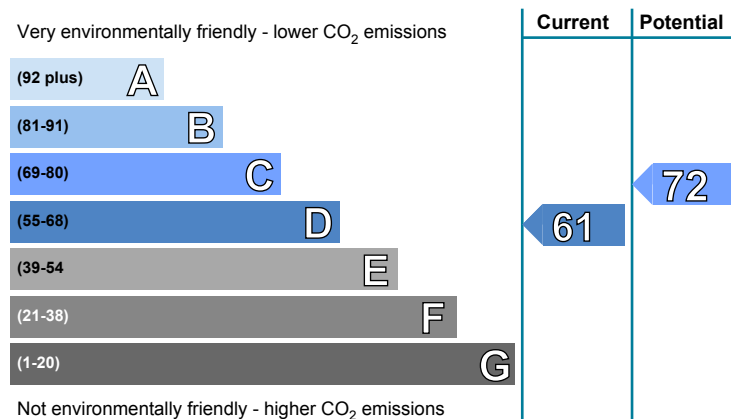 Very environmentally friendly - lower CO2 emissions
Current
Potential
(92 plus) A
(81-91) B
(69-80) C
(55-68) D
(39-54 E
(21-38) F
(1-20) G
61
72
Not environmentally friendly - higher CO2 emissions